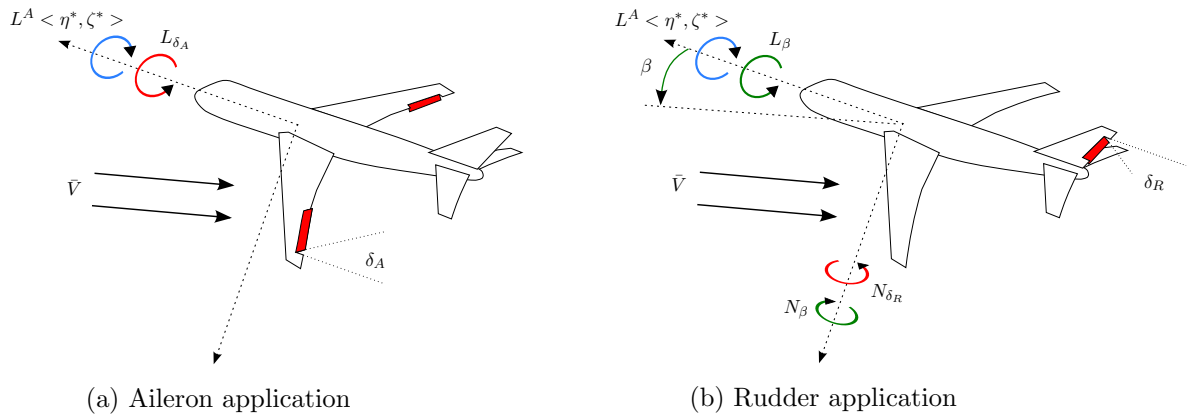 L^A < η*, ζ* >
L_{δ_A}
V̄
δ_A
(a) Aileron application
L^A < η*, ζ* >
L_β
β
V̄
δ_R
N_{δ_R}
N_β
(b) Rudder application